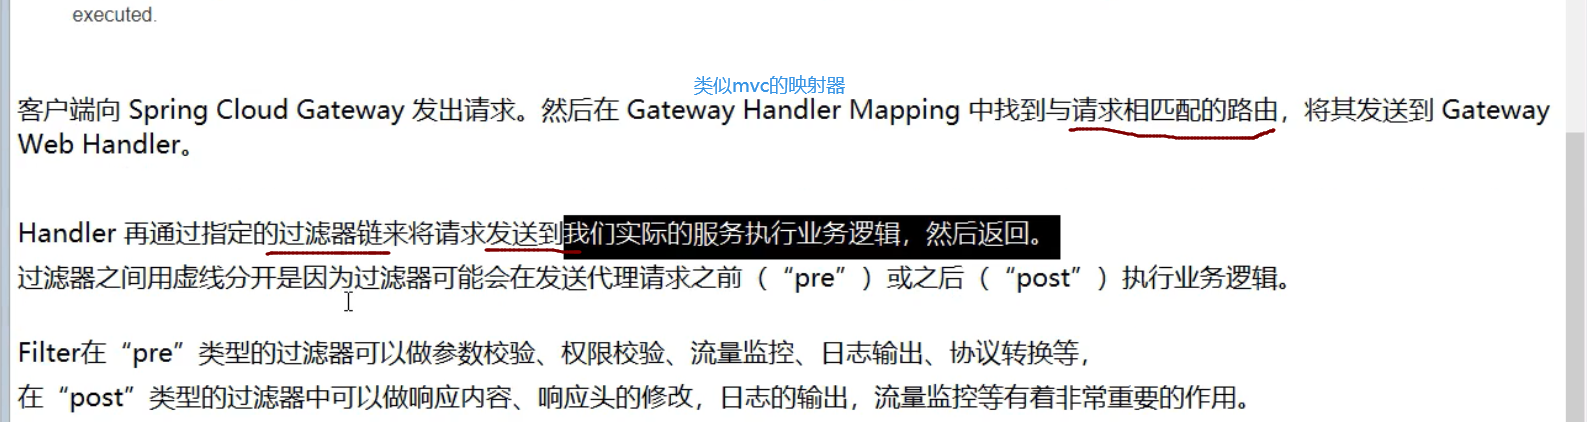 executed.
类似mvc的映射器
客户端向 Spring Cloud Gateway 发出请求。然后在 Gateway Handler Mapping 中找到与请求相匹配的路由，将其发送到 Gateway
Web Handler。
Handler 再通过指定的过滤器链来将请求发送到我们实际的服务执行业务逻辑，然后返回。
过滤器之间用虚线分开是因为过滤器可能会在发送代理请求之前（“pre”）或之后（“post”）执行业务逻辑。
Filter在“pre”类型的过滤器可以做参数校验、权限校验、流量监控、日志输出、协议转换等，
在“post”类型的过滤器中可以做响应内容、响应头的修改，日志的输出，流量监控等有着非常重要的作用。